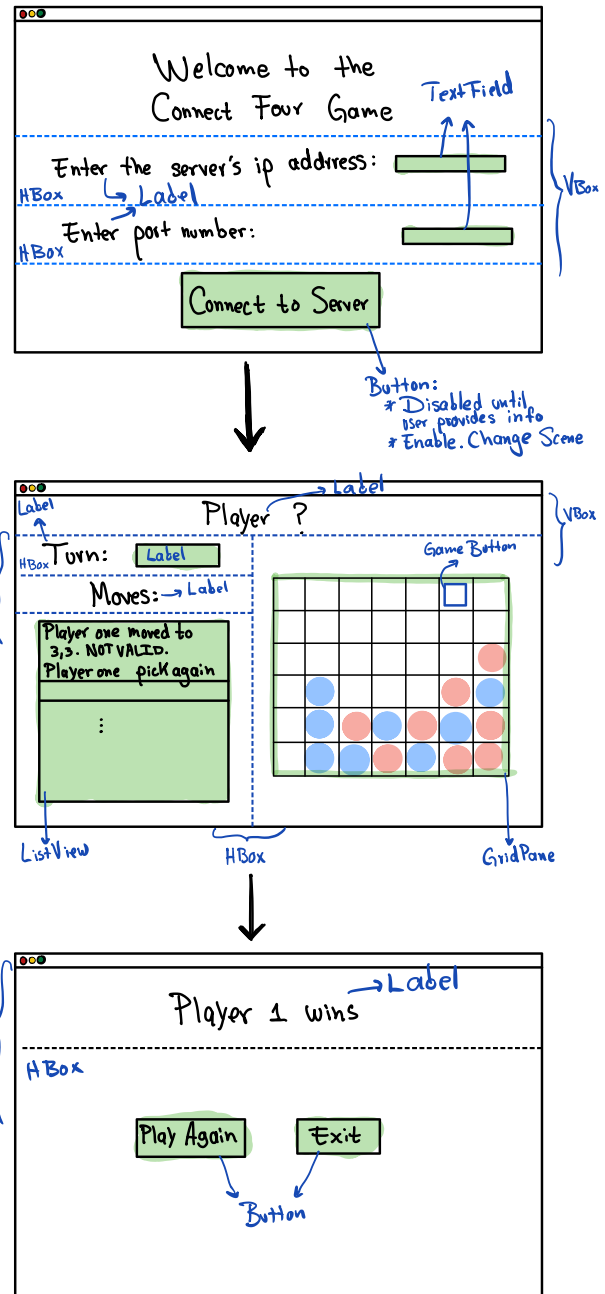 Welcome to the
Connect Four Game
TextField
Enter the server's ip addrress:
HBox
Label
VBox
Enter port number:
HBox
Connect to Server
Button:
* Disabled until
user provides info
* Enable. Change Scene
Label
Label
Player ?
VBox
HBox
Turn:
Label
Game Button
Moves:
Label
Player one moved to
3,3. NOT VALID.
Player one pick again
ListView
HBox
GridPane
Label
Player 1 wins
HBox
Play Again
Exit
Button